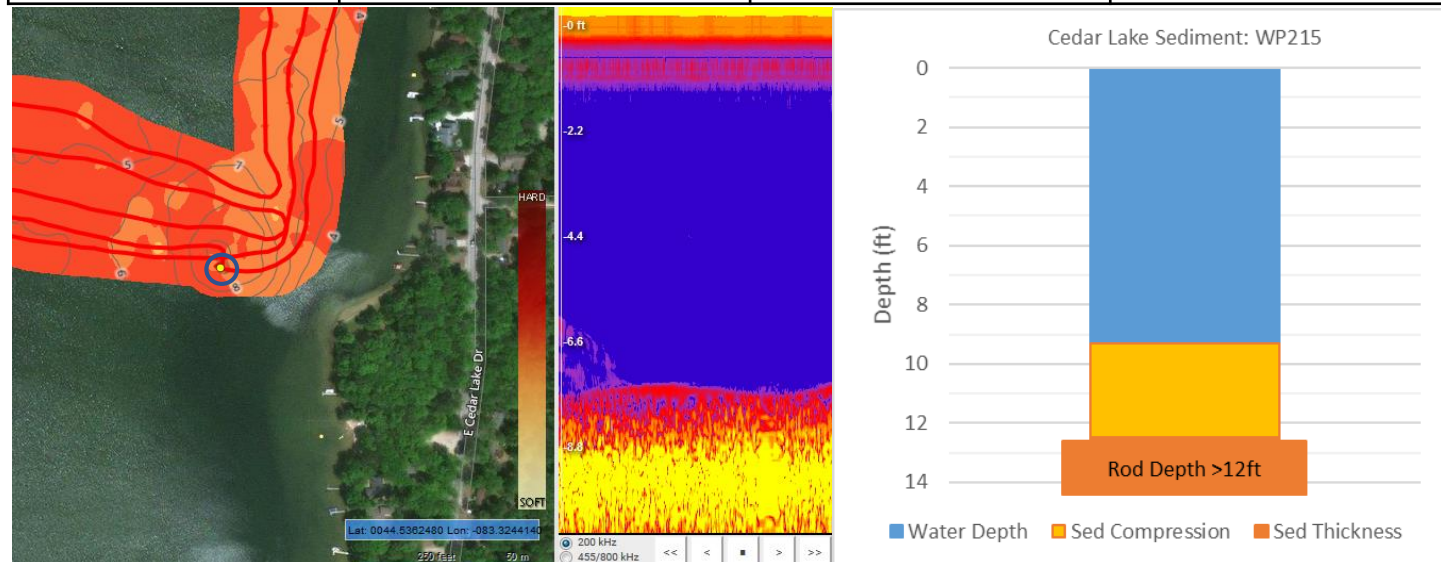 4
4
5
5
7
4
6
8
HARD
SOFT
E Cedar Lake Dr
Lat: 0044.5362480 Lon: -083.3244140
250 feet 50 m
-0 ft
-2.2
-4.4
-6.6
-8.8
200 kHz
455/800 kHz
<< < ■ > >>
Cedar Lake Sediment: WP215
Depth (ft)
0
2
4
6
8
10
12
14
Rod Depth >12ft
Water Depth Sed Compression Sed Thickness